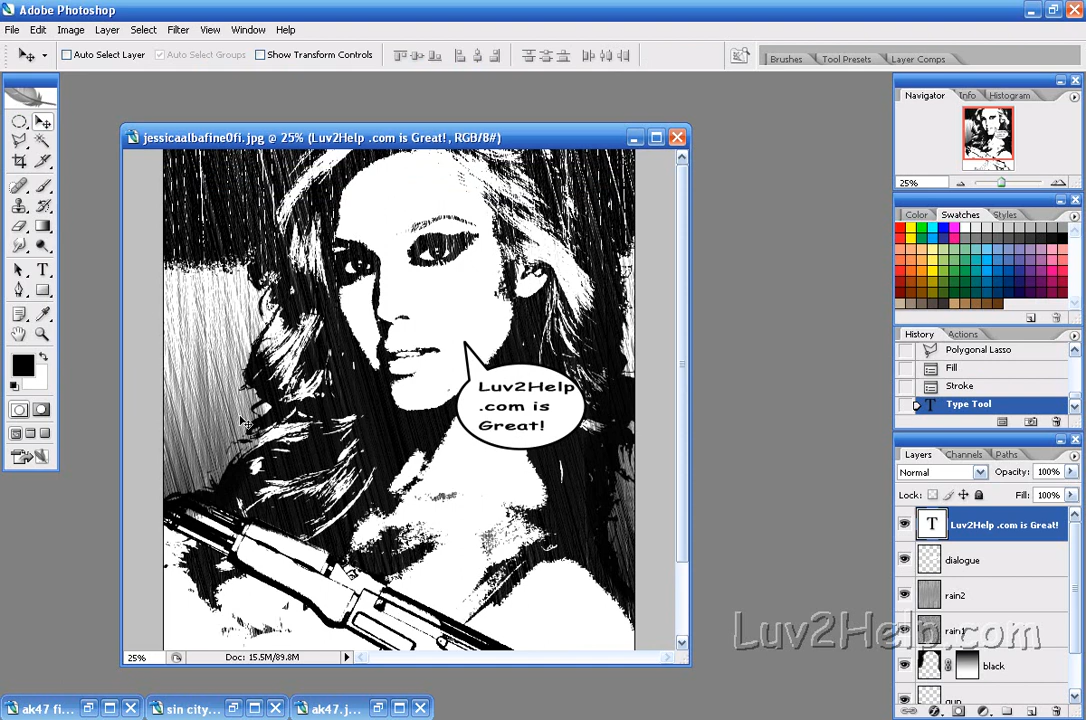 Adobe Photoshop
File Edit Image Layer Select Filter View Window Help
Auto Select Layer Auto Select Groups Show Transform Controls
Brushes Tool Presets Layer Comps
Navigator Info Histogram
25%
jessicaalbafine0fi.jpg @ 25% (Luv2Help .com is Great!, RGB/8#)
Color Swatches Styles
History Actions
Polygonal Lasso
Fill
Stroke
Type Tool
Luv2Help
.com is
Great!
Layers Channels Paths
Normal Opacity: 100%
Lock: Fill: 100%
T Luv2Help .com is Great!
dialogue
rain2
rain1
black
gun
Luv2Help.com
25% Doc: 15.5M/89.8M
ak47 fi... sin city... ak47.j...